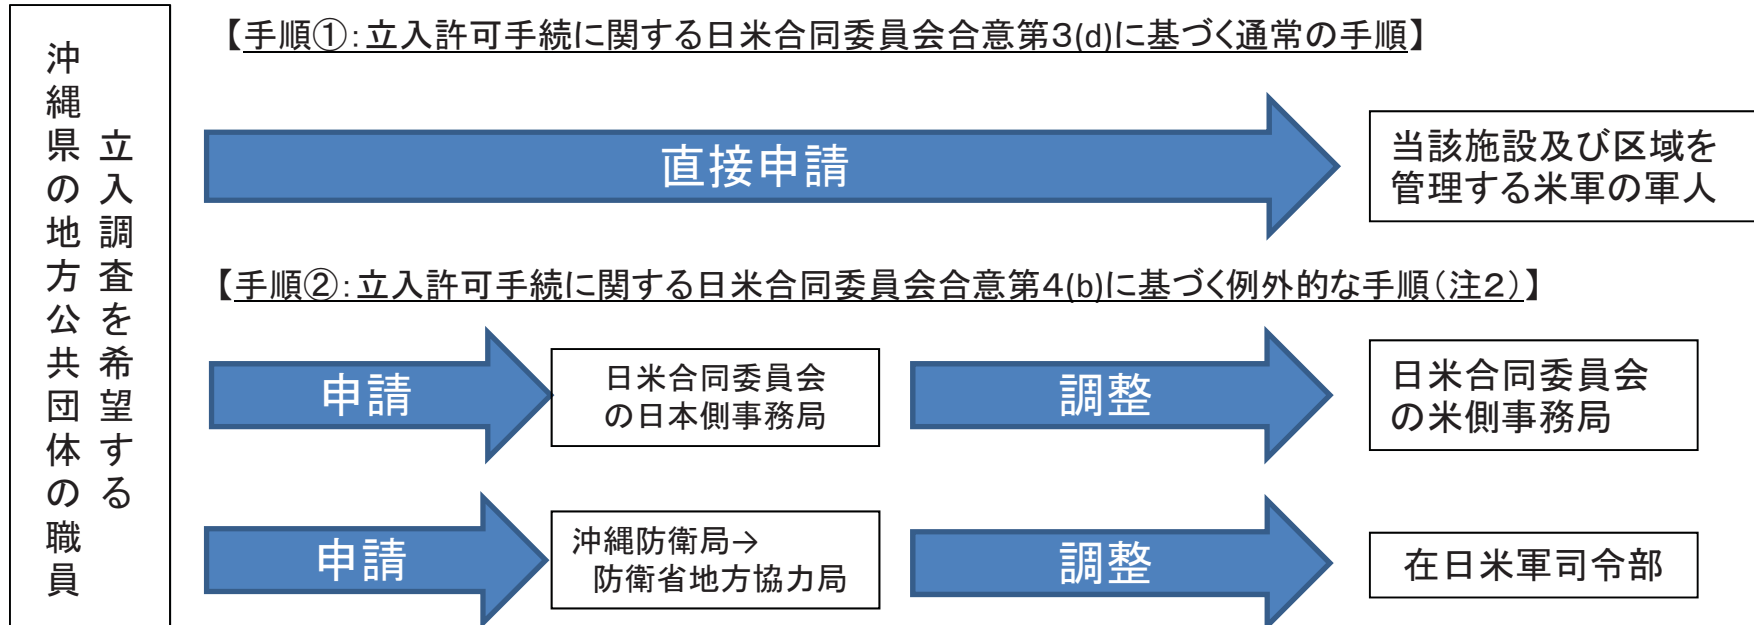 立入調査を希望する
沖縄県の地方公共団体の職員
【手順①：立入許可手続に関する日米合同委員会合意第３(d)に基づく通常の手順】
直接申請
当該施設及び区域を
管理する米軍の軍人
【手順②：立入許可手続に関する日米合同委員会合意第４(b)に基づく例外的な手順（注２）】
申請
日米合同委員会
の日本側事務局
調整
日米合同委員会
の米側事務局
申請
沖縄防衛局→
防衛省地方協力局
調整
在日米軍司令部